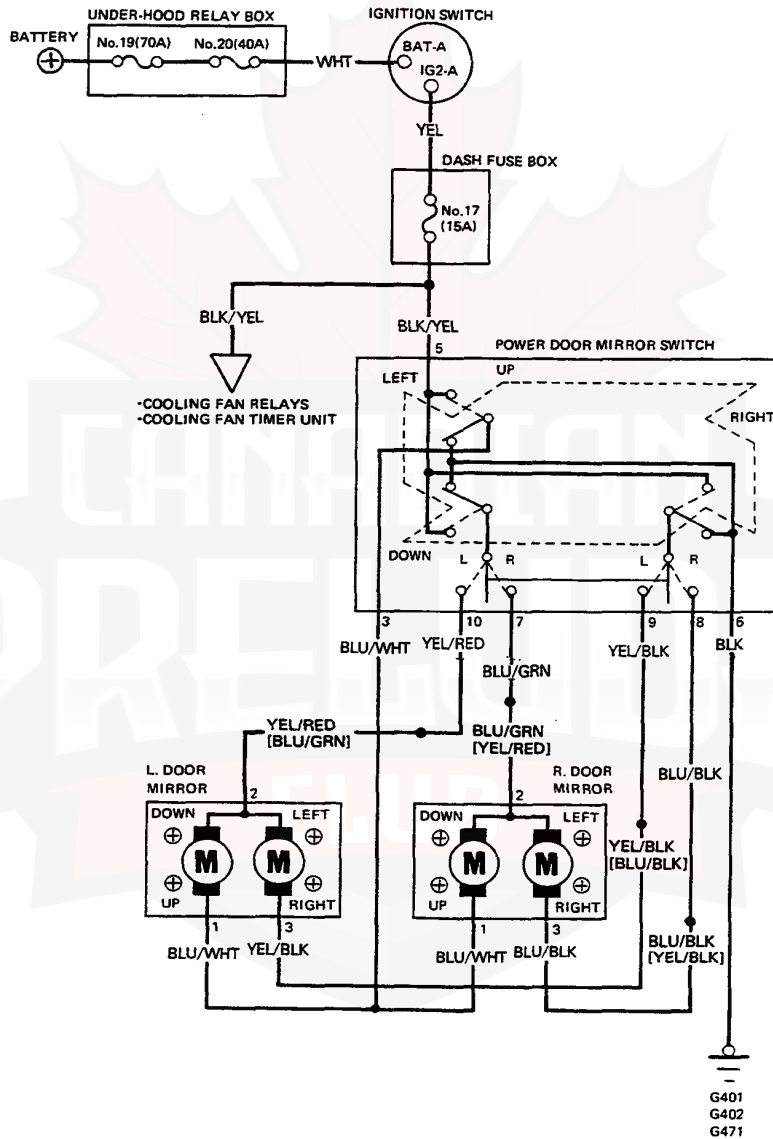 UNDER-HOOD RELAY BOX
IGNITION SWITCH
BATTERY
No.19(70A)
No.20(40A)
WHT
BAT-A
IG2-A
YEL
DASH FUSE BOX
No.17
(15A)
BLK/YEL
BLK/YEL
5
POWER DOOR MIRROR SWITCH
•COOLING FAN RELAYS
•COOLING FAN TIMER UNIT
LEFT
UP
RIGHT
DOWN
L
R
L
R
3
10
7
9
8
6
BLU/WHT
YEL/RED
BLU/GRN
YEL/BLK
BLK
YEL/RED
[BLU/GRN]
BLU/GRN
[YEL/RED]
BLU/BLK
L. DOOR
MIRROR
2
R. DOOR
MIRROR
2
DOWN
LEFT
M
M
UP
RIGHT
DOWN
LEFT
M
M
UP
RIGHT
YEL/BLK
[BLU/BLK]
1
3
1
3
BLU/WHT
YEL/BLK
BLU/WHT
BLU/BLK
BLU/BLK
[YEL/BLK]
G401
G402
G471
CANADIAN
PRELUDE
CLUB